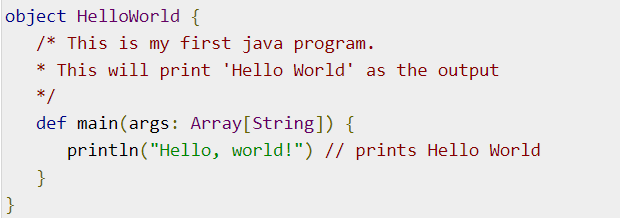 object HelloWorld {
   /* This is my first java program.
   * This will print 'Hello World' as the output
   */
   def main(args: Array[String]) {
      println("Hello, world!") // prints Hello World
   }
}